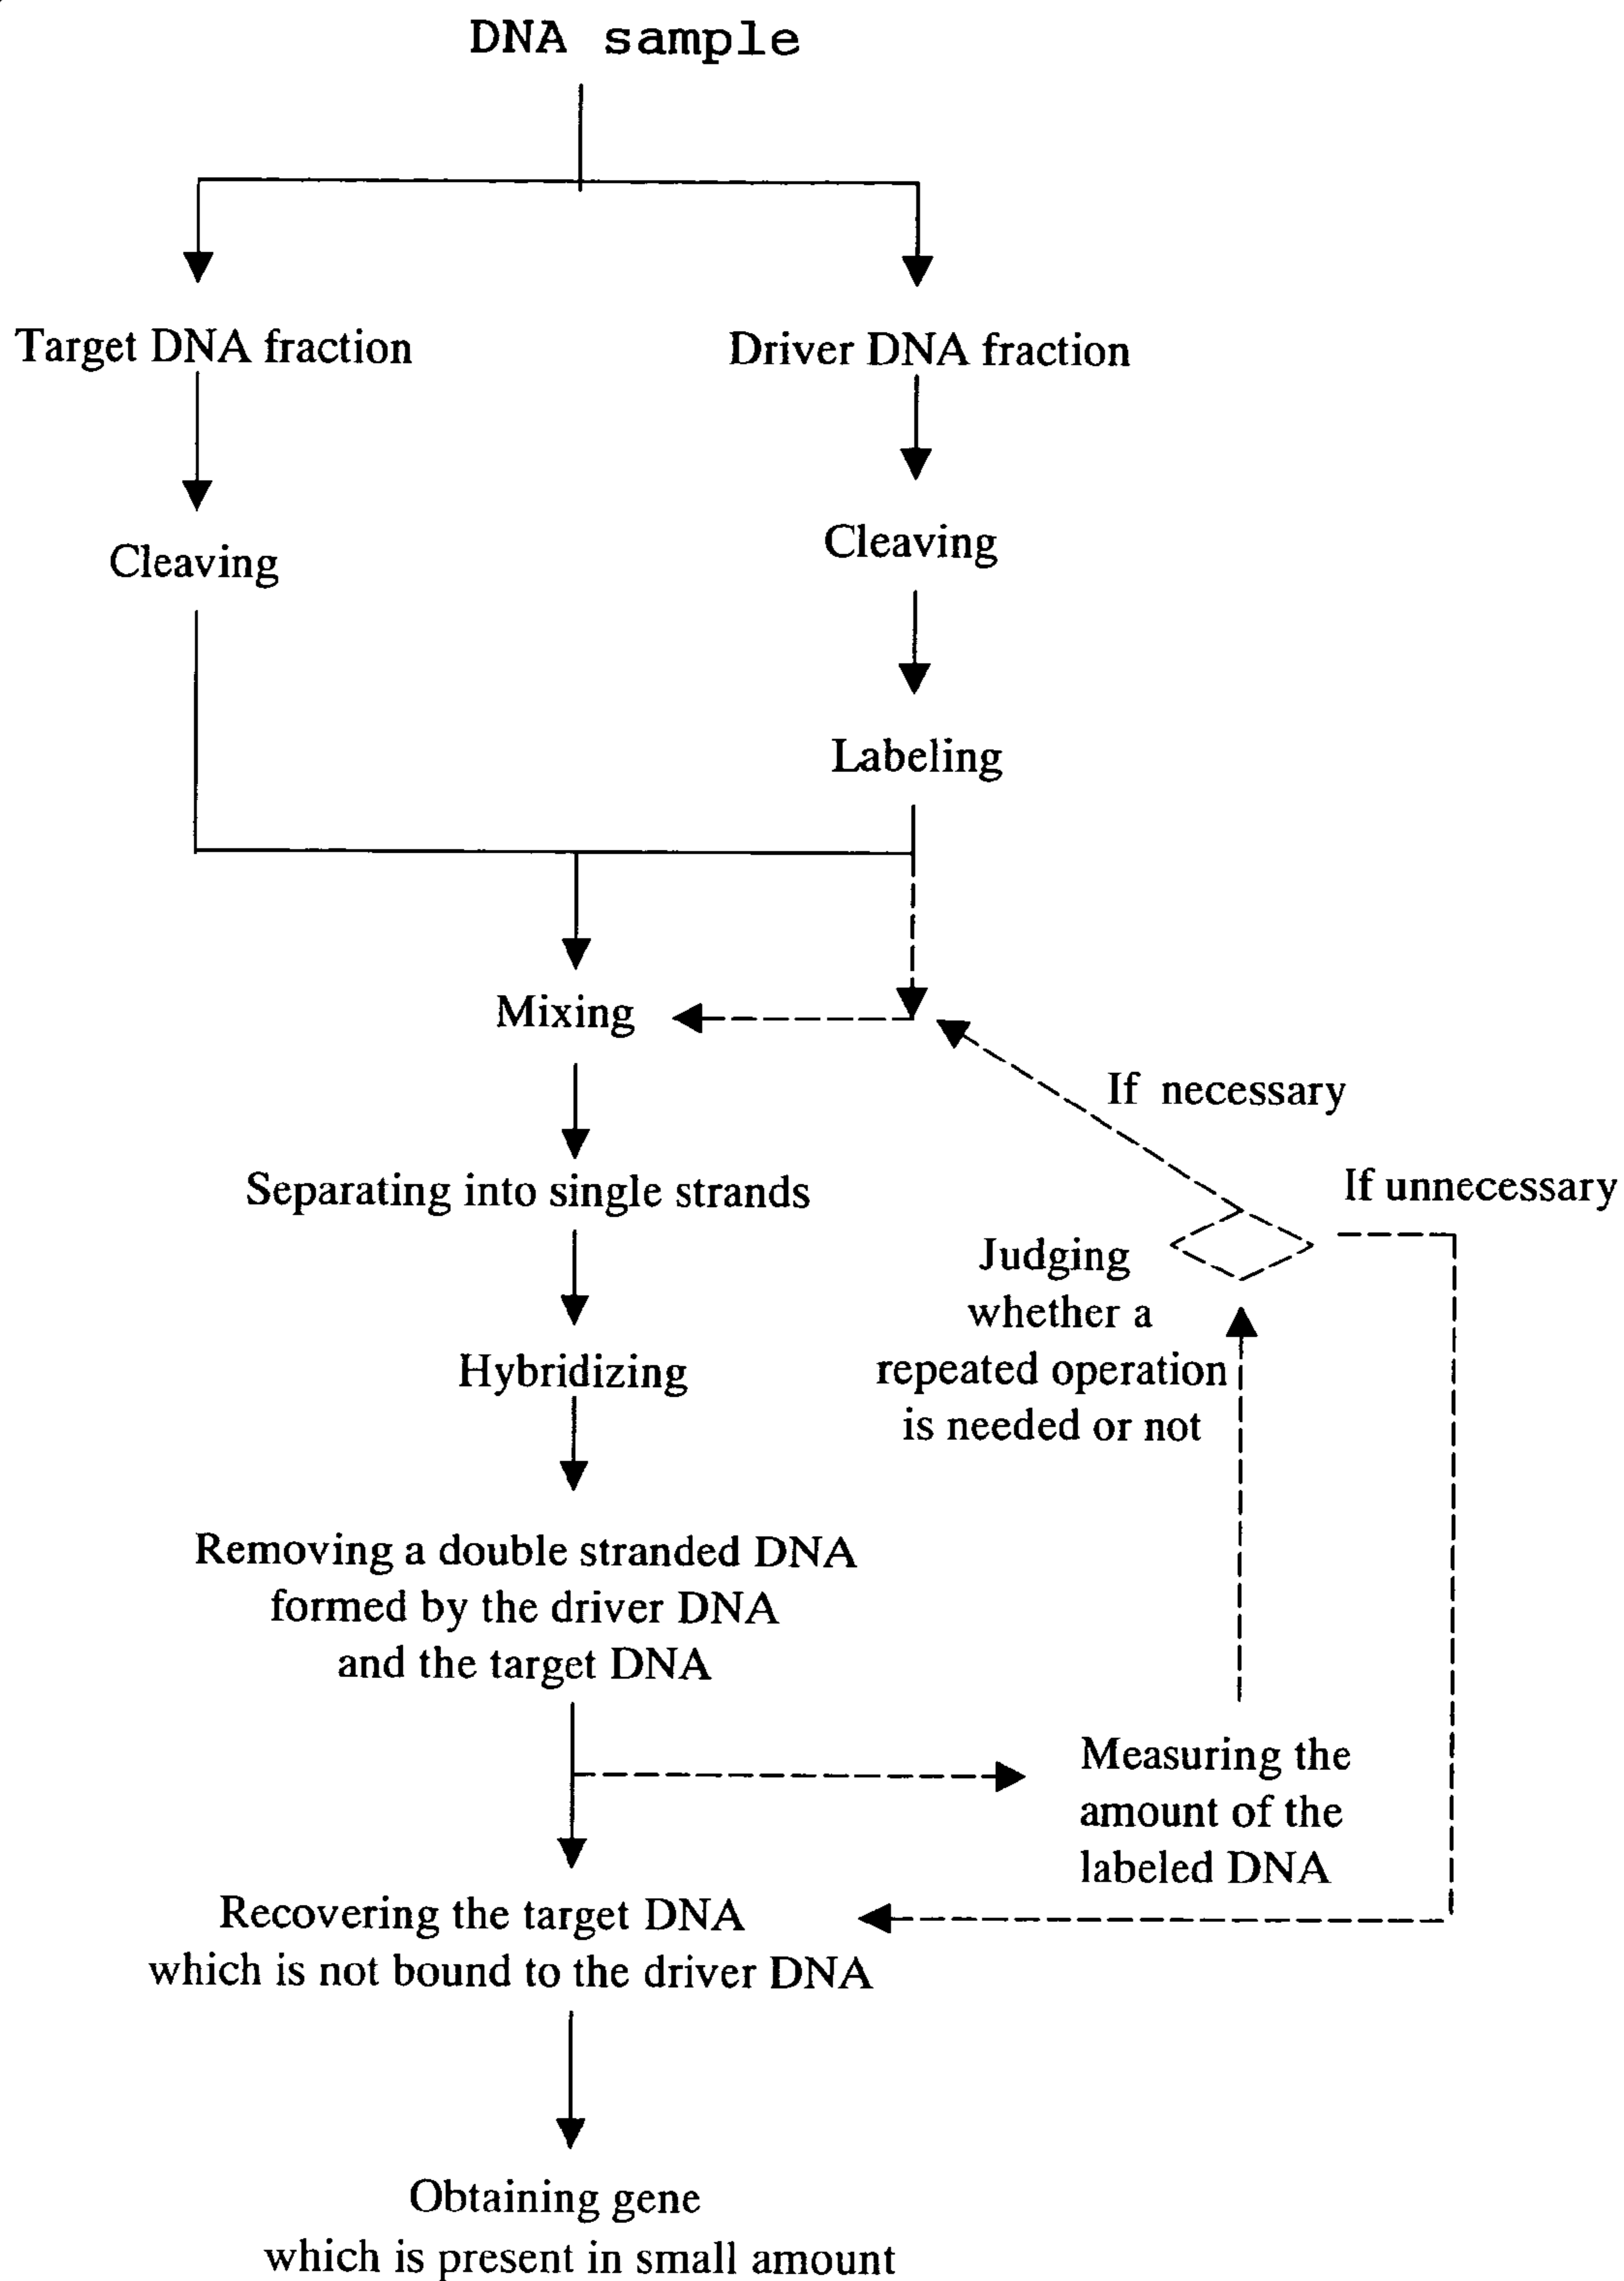 DNA sample
Target DNA fraction
Driver DNA fraction
Cleaving
Cleaving
Labeling
Mixing
If necessary
Separating into single strands
If unnecessary
Judging
whether a
repeated operation
is needed or not
Hybridizing
Removing a double stranded DNA
formed by the driver DNA
and the target DNA
Measuring the
amount of the
labeled DNA
Recovering the target DNA
which is not bound to the driver DNA
Obtaining gene
which is present in small amount